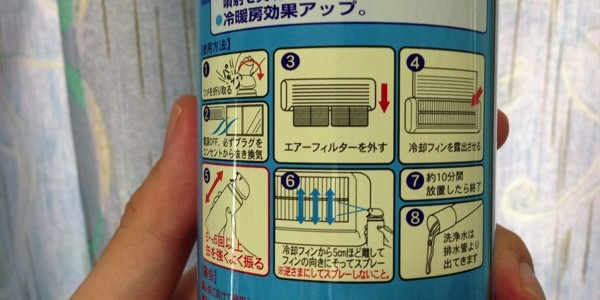 ●冷暖房効果アップ。
【使用方法】
1
ツメを折り取る
2
電源OFF、必ずプラグを
コンセントから抜き換気
3
エアーフィルターを外す
4
冷却フィンを露出させる
5
5~6回以上
缶を強くよく振る
6
冷却フィンから5cmほど離して
フィンの向きにそってスプレー
※逆さまにしてスプレーしないこと。
7
約10分間
放置したら終了
8
洗浄水は
排水管より
出てきます